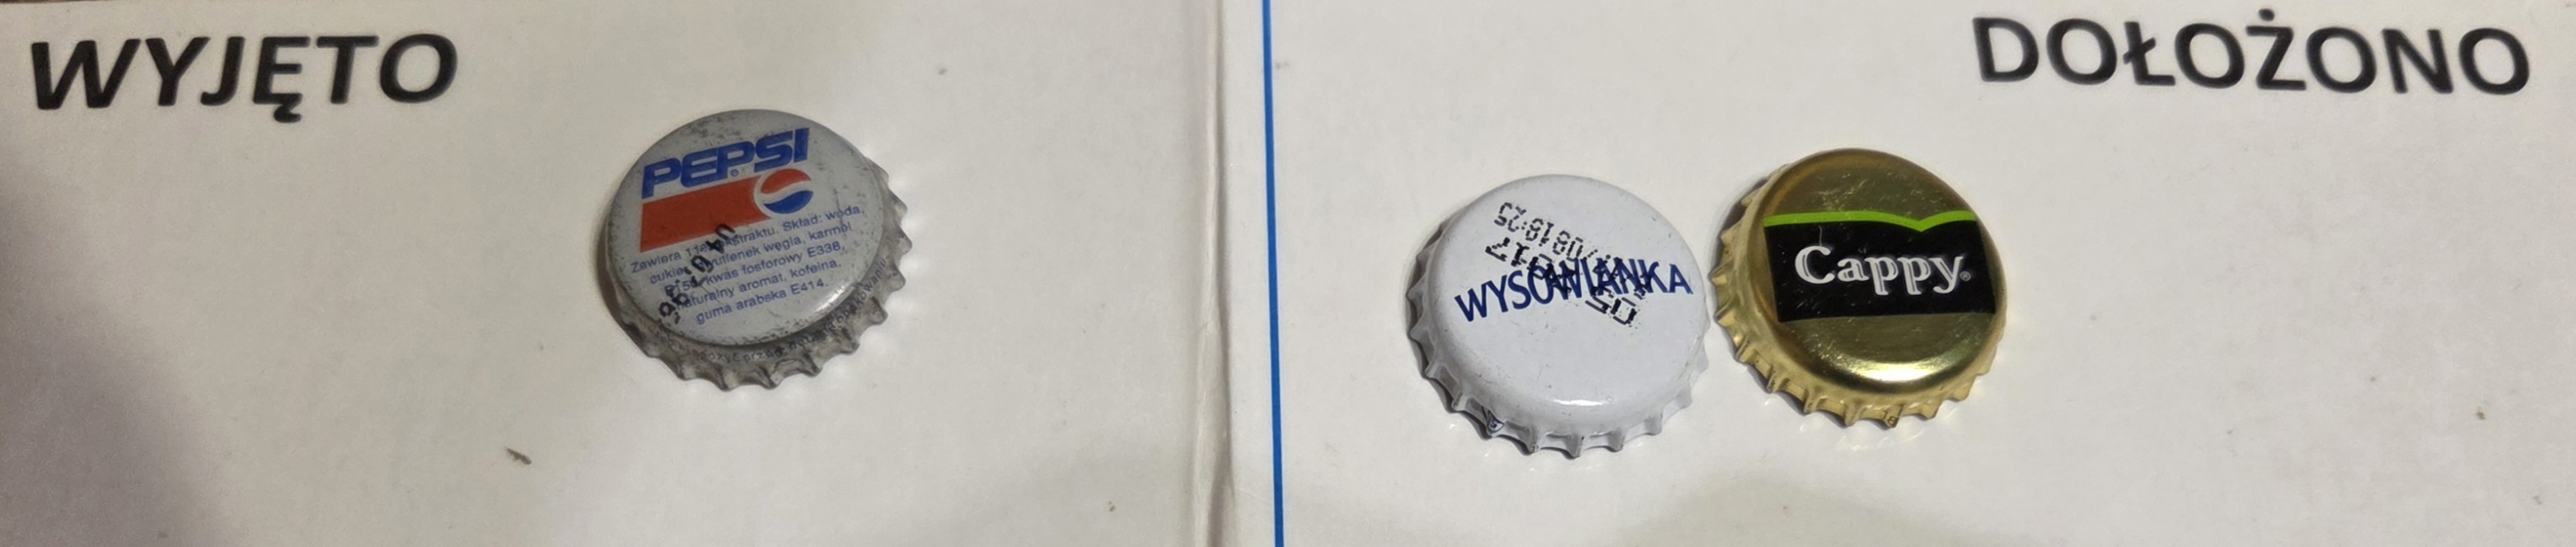 WYJĘTO
DOŁOŻONO
PEPSI
Zawiera ekstraktu. Skład: woda,
węgla, karmel
kwas fosforowy E338,
naturalny aromat, kofeina,
guma arabska E414.
WYSOWIANKA
Cappy